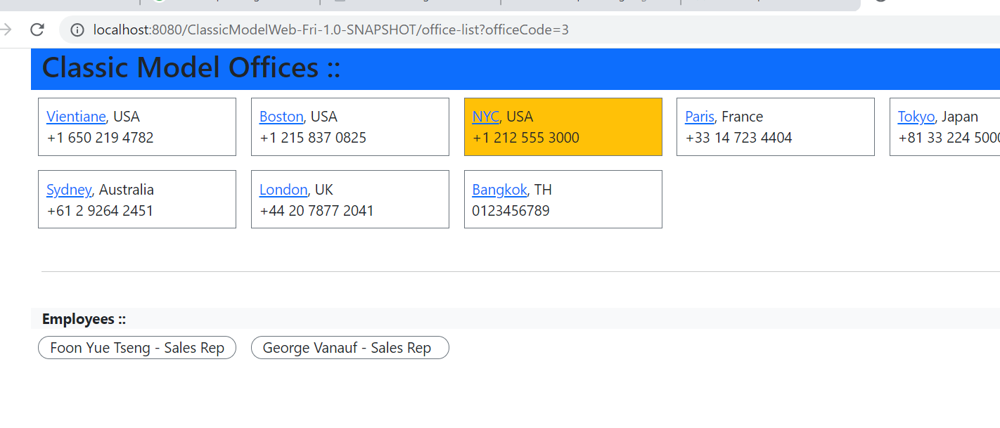 localhost:8080/ClassicModelWeb-Fri-1.0-SNAPSHOT/office-list?officeCode=3
Classic Model Offices ::
Vientiane, USA
+1 650 219 4782
Boston, USA
+1 215 837 0825
NYC, USA
+1 212 555 3000
Paris, France
+33 14 723 4404
Tokyo, Japan
+81 33 224 5000
Sydney, Australia
+61 2 9264 2451
London, UK
+44 20 7877 2041
Bangkok, TH
0123456789
Employees ::
Foon Yue Tseng - Sales Rep
George Vanauf - Sales Rep